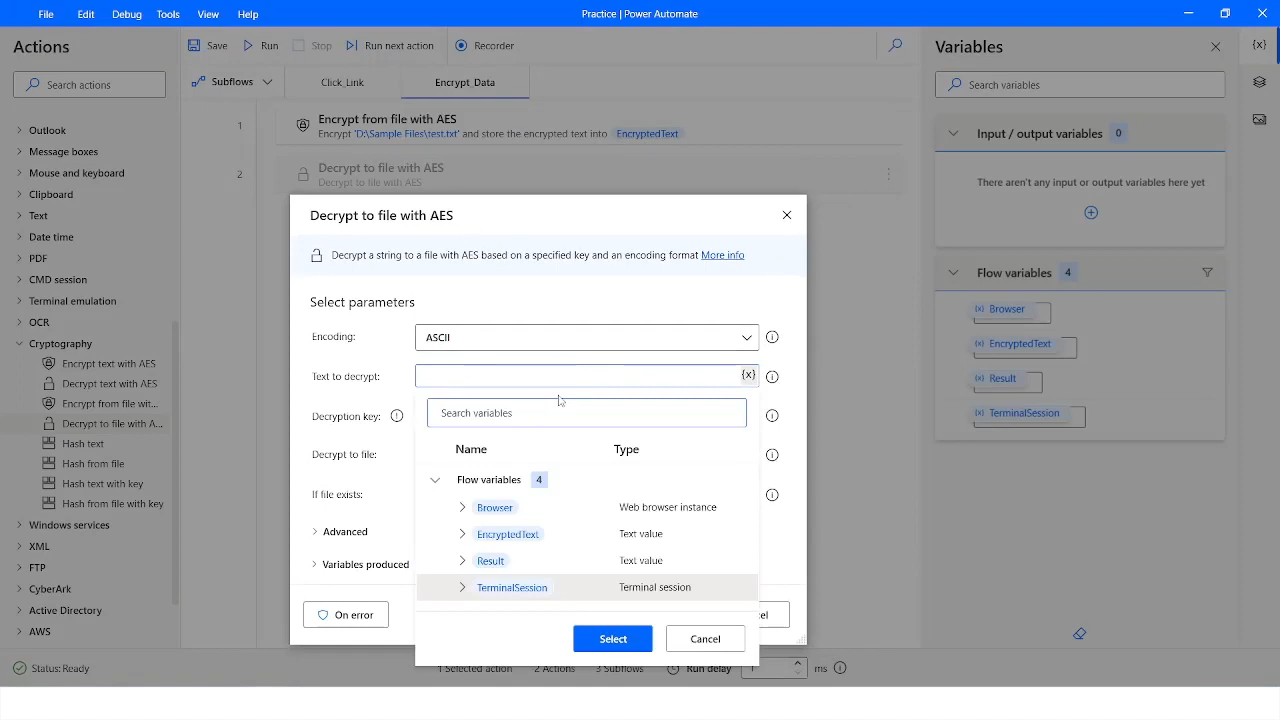 File Edit Debug Tools View Help Practice | Power Automate
Actions
Save Run Stop Run next action Recorder
Variables
{x}
Search actions
Subflows Click_Link Encrypt_Data
Search variables
Outlook
Message boxes
Mouse and keyboard
Clipboard
Text
Date time
PDF
CMD session
Terminal emulation
OCR
Cryptography
Encrypt text with AES
Decrypt text with AES
Encrypt from file wit...
Decrypt to file with A...
Hash text
Hash from file
Hash text with key
Hash from file with key
Windows services
XML
FTP
CyberArk
Active Directory
AWS
1
Encrypt from file with AES
Encrypt 'D:\Sample Files\test.txt' and store the encrypted text into EncryptedText
2
Decrypt to file with AES
Decrypt to file with AES
Decrypt to file with AES
Decrypt a string to a file with AES based on a specified key and an encoding format More info
Select parameters
Encoding: ASCII
Text to decrypt: {x}
Decryption key:
Decrypt to file:
If file exists:
Advanced
Variables produced
On error
Search variables
Name Type
Flow variables 4
Browser Web browser instance
EncryptedText Text value
Result Text value
TerminalSession Terminal session
Select Cancel
Input / output variables 0
There aren't any input or output variables here yet
Flow variables 4
(x) Browser
(x) EncryptedText
(x) Result
(x) TerminalSession
Status: Ready 1 Selected action 2 Actions 3 Subflows Run delay ms